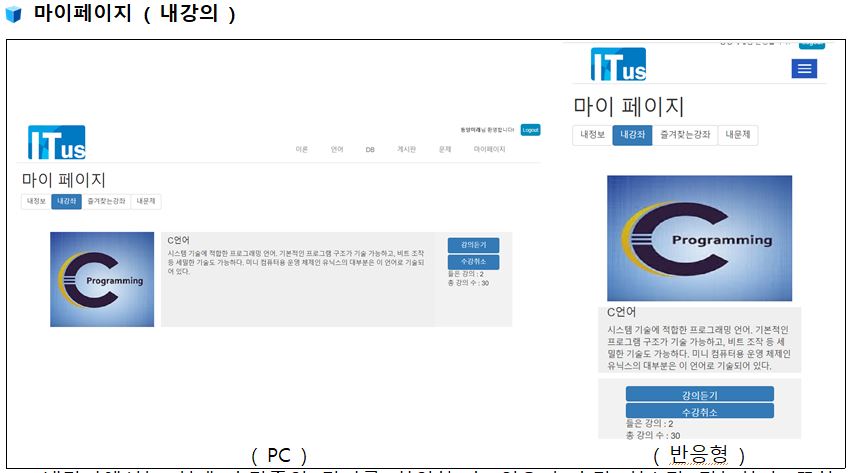 마이페이지 ( 내강의 )
ITus
동양미래님 환영합니다! Logout
이론 언어 DB 게시판 문제 마이페이지
마이 페이지
내정보 내강좌 즐겨찾는강좌 내문제
C Programming
C언어
시스템 기술에 적합한 프로그래밍 언어. 기본적인 프로그램 구조가 기술 가능하고, 비트 조작
등 세밀한 기술도 가능하다. 미니 컴퓨터용 운영 체제인 유닉스의 대부분은 이 언어로 기술되
어 있다.
강의듣기
수강취소
들은 강의 : 2
총 강의 수 : 30
( PC )
ITus
마이 페이지
내정보 내강좌 즐겨찾는강좌 내문제
C Programming
C언어
시스템 기술에 적합한 프로그래밍 언어. 기본적인
프로그램 구조가 기술 가능하고, 비트 조작 등 세
밀한 기술도 가능하다. 미니 컴퓨터용 운영 체제인
유닉스의 대부분은 이 언어로 기술되어 있다.
강의듣기
수강취소
들은 강의 : 2
총 강의 수 : 30
( 반응형 )